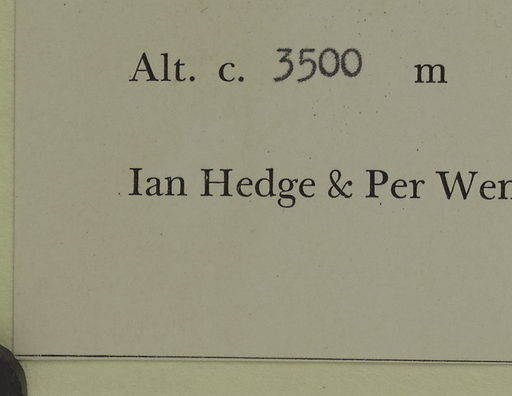 Alt. c. 3500 m
Ian Hedge & Per